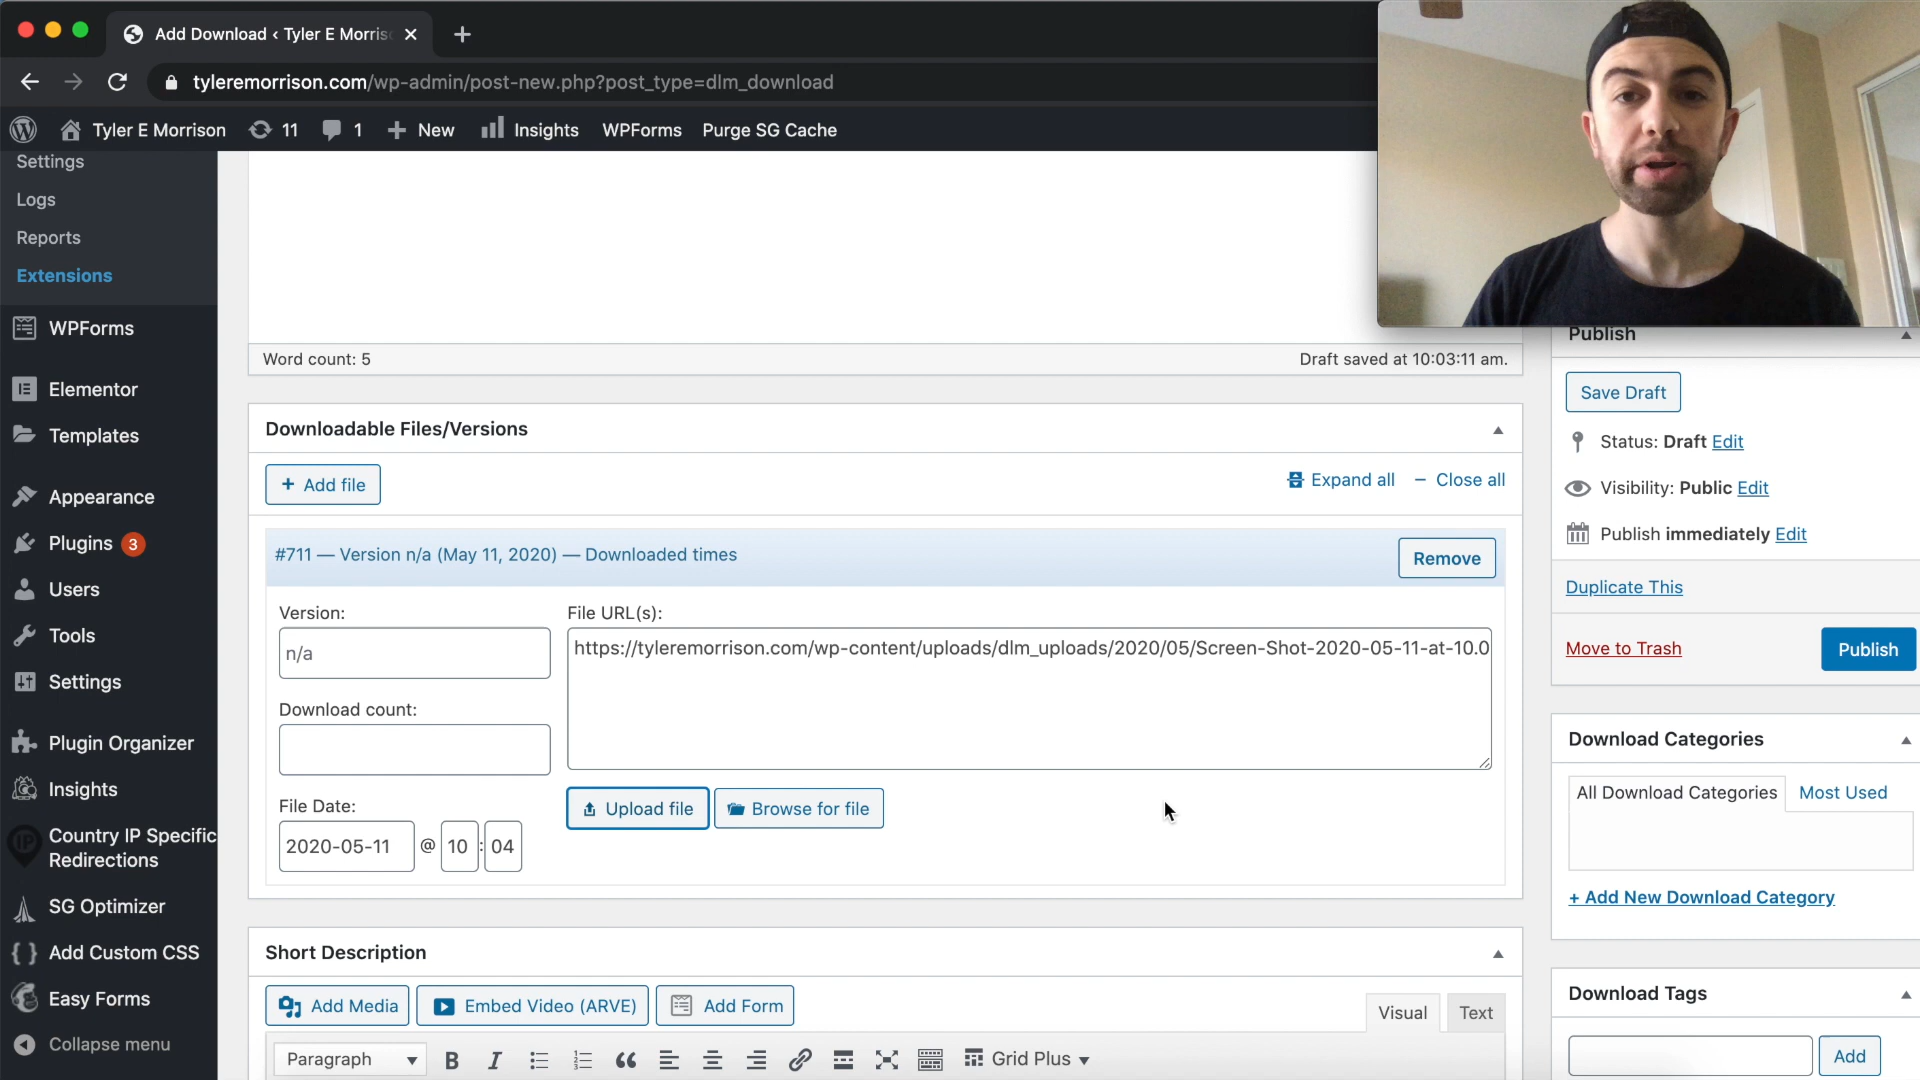 Add Download ‹ Tyler E Morris
tyleremorrison.com/wp-admin/post-new.php?post_type=dlm_download
Tyler E Morrison 11 1 New Insights WPForms Purge SG Cache
Settings
Logs
Reports
Extensions
WPForms
Elementor
Templates
Appearance
Plugins 3
Users
Tools
Settings
Plugin Organizer
Insights
Country IP Specific
Redirections
SG Optimizer
Add Custom CSS
Easy Forms
Collapse menu
Word count: 5
Draft saved at 10:03:11 am.
Downloadable Files/Versions
+ Add file
Expand all – Close all
#711 — Version n/a (May 11, 2020) — Downloaded times
Remove
Version:
n/a
Download count:
File Date:
2020-05-11 @ 10 : 04
File URL(s):
https://tyleremorrison.com/wp-content/uploads/dlm_uploads/2020/05/Screen-Shot-2020-05-11-at-10.0
Upload file
Browse for file
Short Description
Add Media
Embed Video (ARVE)
Add Form
Visual Text
Paragraph B I Grid Plus
Publish
Save Draft
Status: Draft Edit
Visibility: Public Edit
Publish immediately Edit
Duplicate This
Move to Trash
Publish
Download Categories
All Download Categories Most Used
+ Add New Download Category
Download Tags
Add